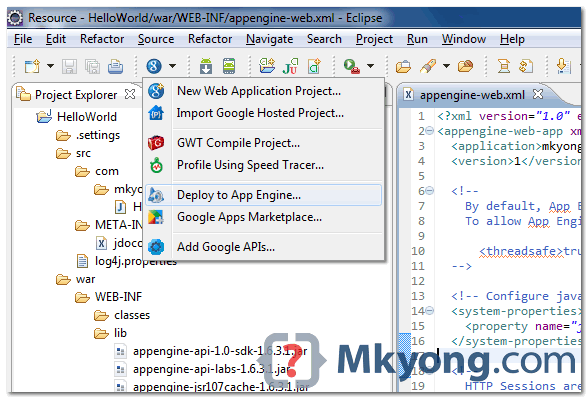 Resource - HelloWorld/war/WEB-INF/appengine-web.xml - Eclipse
File Edit Refactor Source Navigate Search Project Run Window Help
Project Explorer
HelloWorld
.settings
src
com
META-IN
log4j.properties
war
WEB-INF
classes
lib
appengine-api-1.0-sdk-1.6.3.1.jar
appengine-api-labs-1.6.3.1.jar
appengine-jsr107cache-1.6.3.1.jar
New Web Application Project...
Import Google Hosted Project...
GWT Compile Project...
Profile Using Speed Tracer...
Deploy to App Engine...
Google Apps Marketplace...
Add Google APIs...
appengine-web.xml
1 <?xml version="1.0" e
2 <appengine-web-app xm
3 <application>mkyong
4 <version>1</version
5
6 <!--
7 By default, App E
8 To allow App Engi
9
10 <threadsafe>tru
11 -->
12
13 <!-- Configure java
14 <system-properties>
15 <property name="j
16 </system-properties>
17
18 <!--
HTTP Sessions are
Mkyong.com